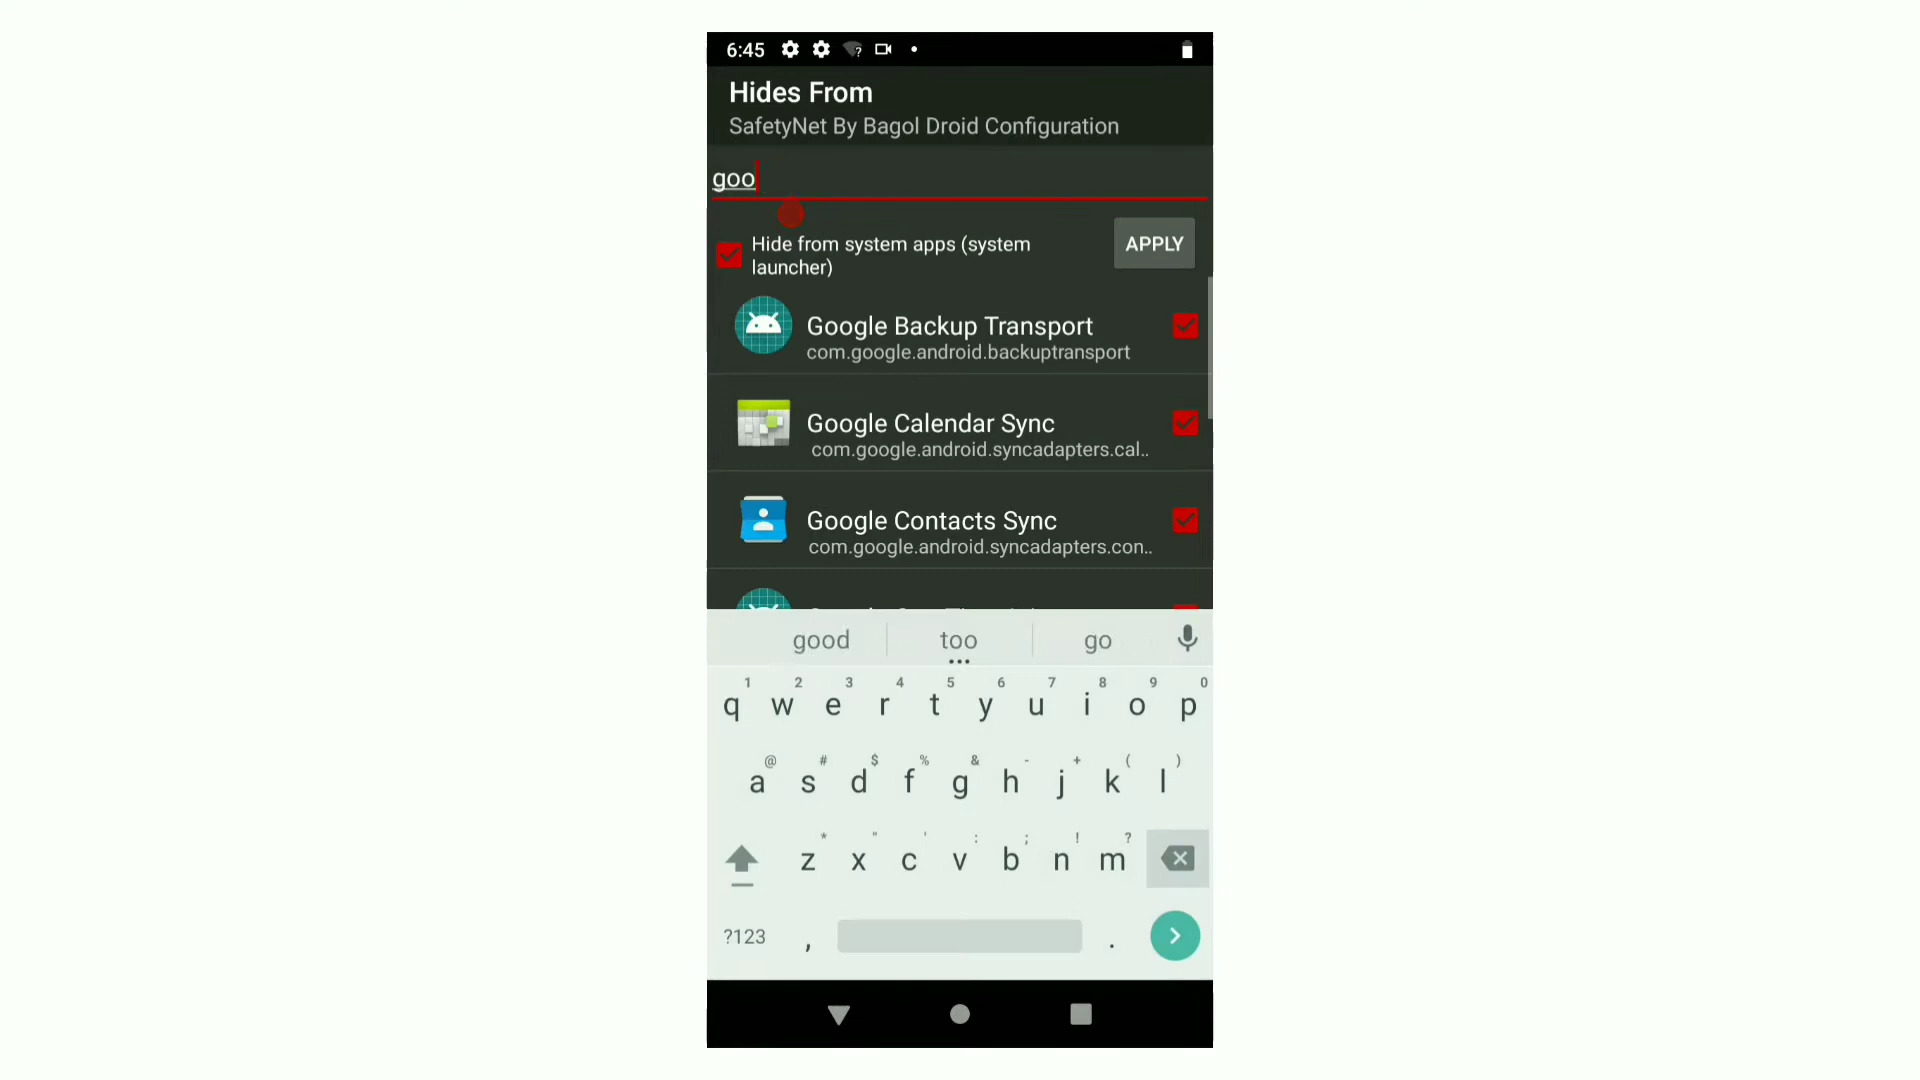 6:45
Hides From
SafetyNet By Bagol Droid Configuration
goo
Hide from system apps (system
launcher)
APPLY
Google Backup Transport
com.google.android.backuptransport
Google Calendar Sync
com.google.android.syncadapters.cal..
Google Contacts Sync
com.google.android.syncadapters.con..
good too go
1 2 3 4 5 6 7 8 9 0
q w e r t y u i o p
@ # $ % & - + ( )
a s d f g h j k l
* " ' : ; ! ?
z x c v b n m
?123 , .